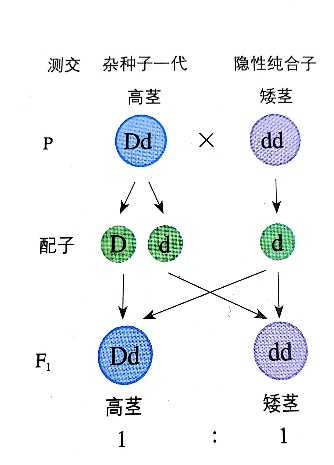 测交 杂种子一代 隐性纯合子
高茎 矮茎
P Dd × dd
配子 D d d
F₁ Dd dd
高茎 矮茎
1 : 1